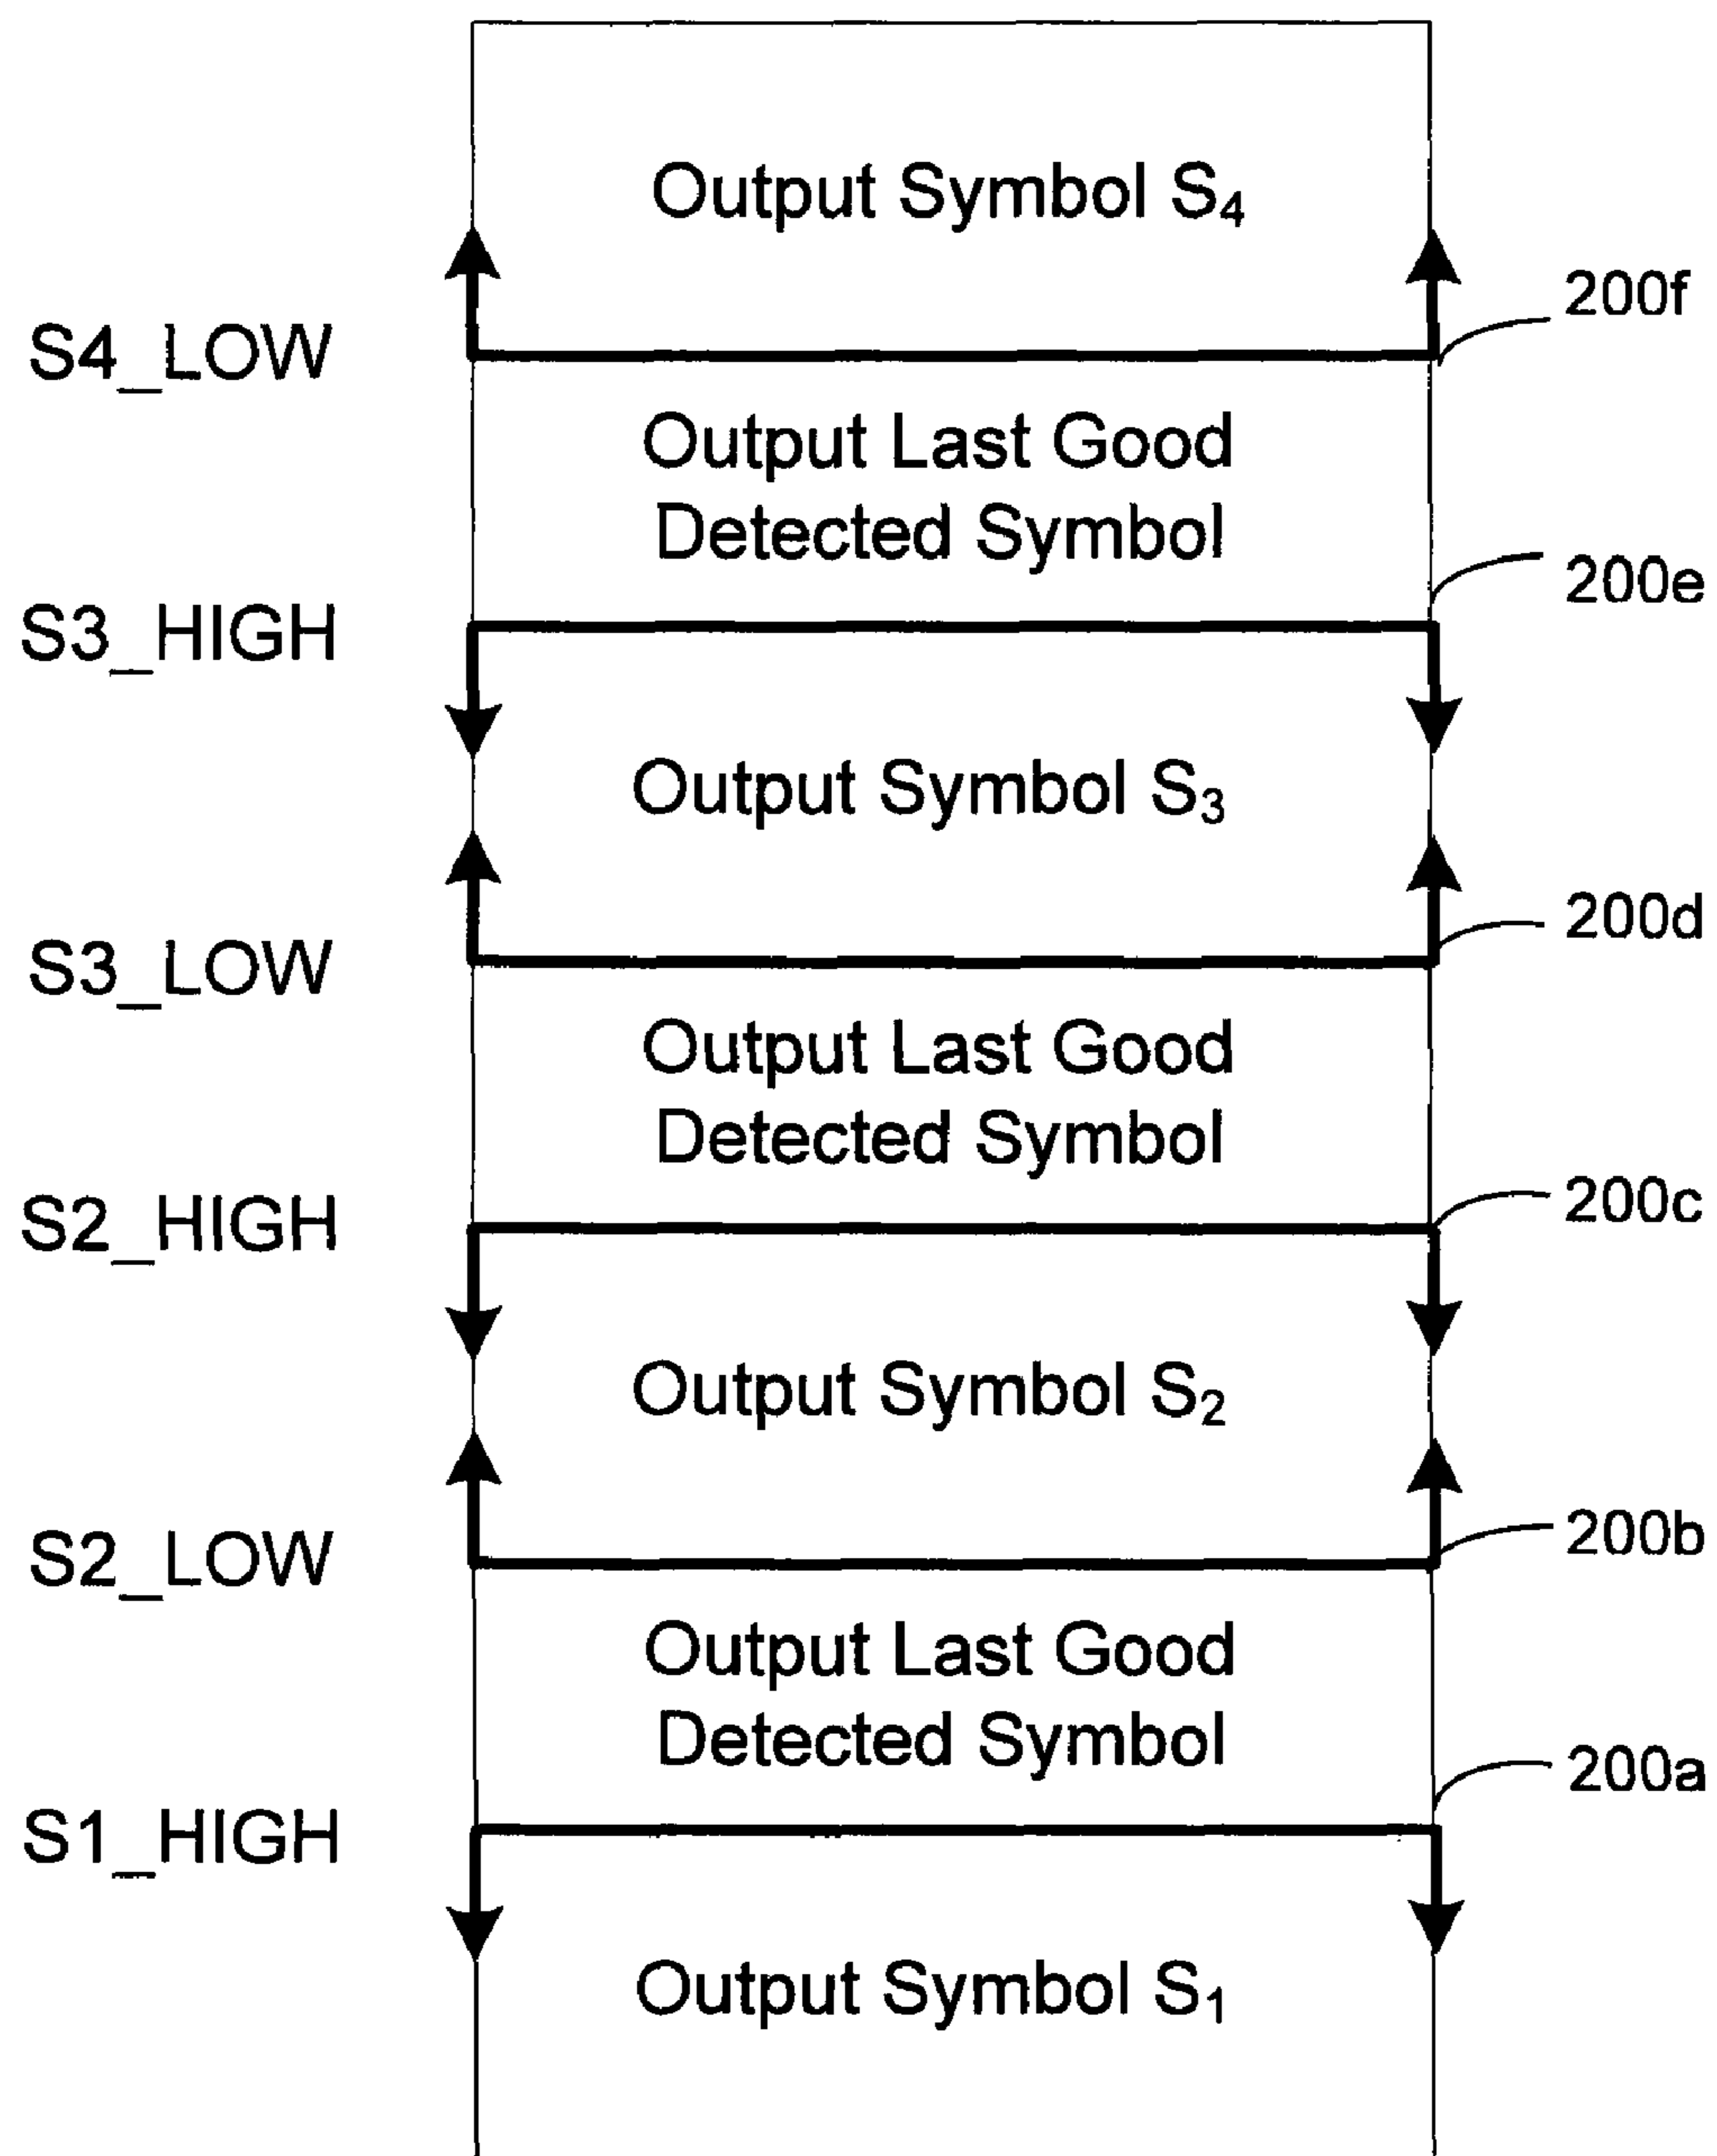 Output Symbol S₄
200f
S4_LOW
Output Last Good
Detected Symbol
200e
S3_HIGH
Output Symbol S₃
200d
S3_LOW
Output Last Good
Detected Symbol
200c
S2_HIGH
Output Symbol S₂
200b
S2_LOW
Output Last Good
Detected Symbol
200a
S1_HIGH
Output Symbol S₁